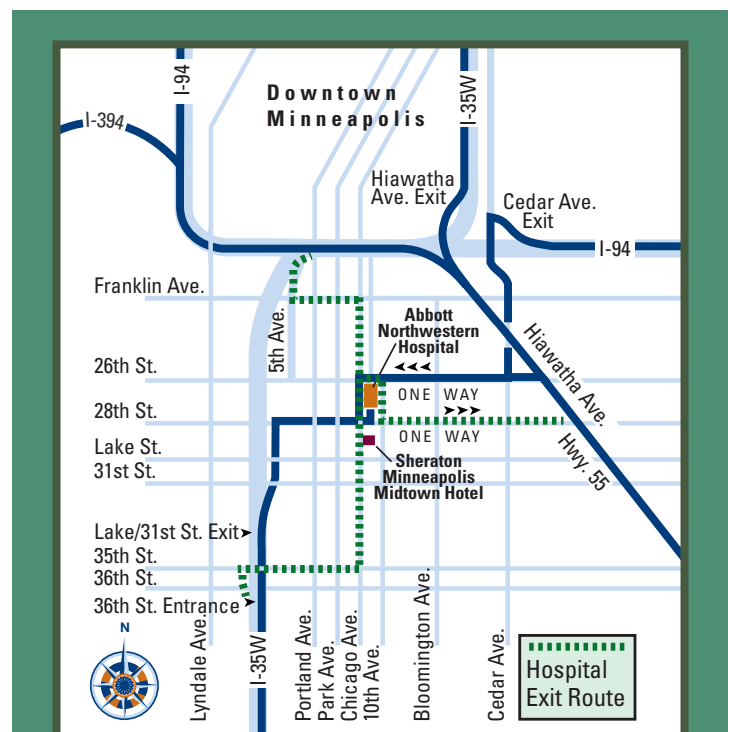 I-94
Downtown
Minneapolis
I-35W
I-394
Hiawatha
Ave. Exit
Cedar Ave.
Exit
I-94
Franklin Ave.
5th Ave.
Abbott
Northwestern
Hospital
Hiawatha Ave.
26th St.
ONE WAY
28th St.
ONE WAY
Lake St.
31st St.
Sheraton
Minneapolis
Midtown Hotel
Hwy. 55
Lake/31st St. Exit
35th St.
36th St.
36th St. Entrance
N
Lyndale Ave.
I-35W
Portland Ave.
Park Ave.
Chicago Ave.
10th Ave.
Bloomington Ave.
Cedar Ave.
Hospital
Exit Route